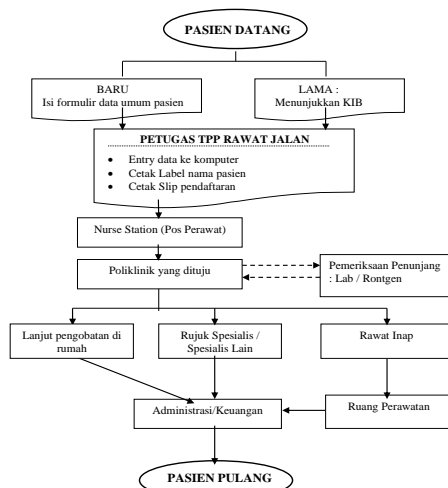 PASIEN DATANG
BARU
Isi formulir data umum pasien
LAMA :
Menunjukkan KIB
PETUGAS TPP RAWAT JALAN
• Entry data ke komputer
• Cetak Label nama pasien
• Cetak Slip pendaftaran
Nurse Station (Pos Perawat)
Poliklinik yang dituju
Pemeriksaan Penunjang
: Lab / Rontgen
Lanjut pengobatan di
rumah
Rujuk Spesialis /
Spesialis Lain
Rawat Inap
Administrasi/Keuangan
Ruang Perawatan
PASIEN PULANG